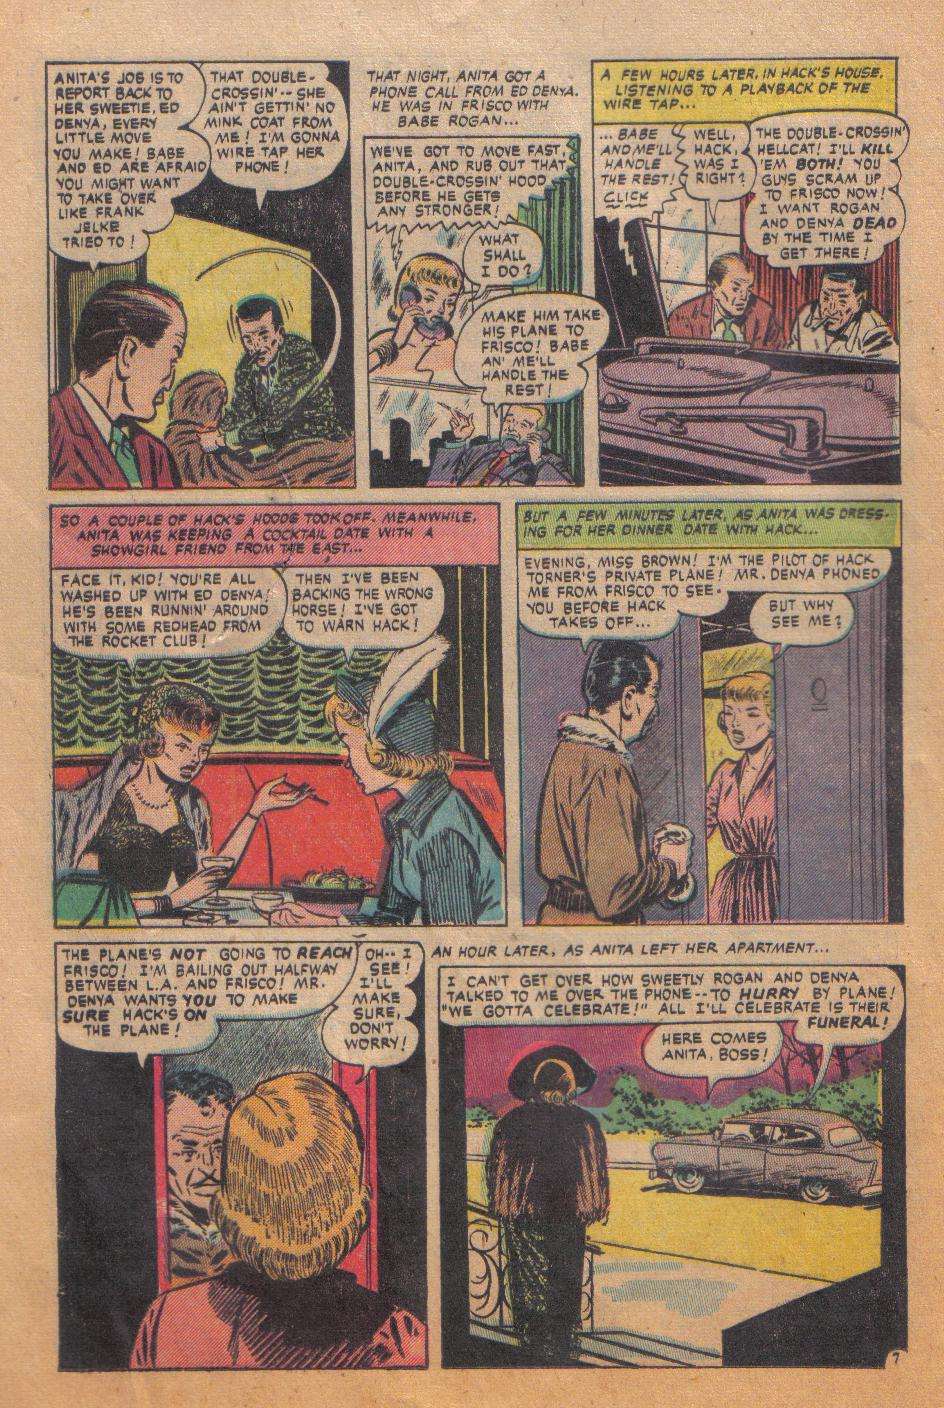 ANITA'S JOB IS TO
REPORT BACK TO
HER SWEETIE, ED
DENYA, EVERY
LITTLE MOVE
YOU MAKE! BABE
AND ED ARE AFRAID
YOU MIGHT WANT
TO TAKE OVER
LIKE FRANK
JELKE
TRIED TO!
THAT DOUBLE-
CROSSIN'-- SHE
AIN'T GETTIN' NO
MINK COAT FROM
ME! I'M GONNA
WIRE TAP HER
PHONE!
THAT NIGHT, ANITA GOT A
PHONE CALL FROM ED DENYA.
HE WAS IN FRISCO WITH
BABE ROGAN...
WE'VE GOT TO MOVE FAST,
ANITA, AND RUB OUT THAT
DOUBLE-CROSSIN' HOOD
BEFORE HE GETS
ANY STRONGER!
WHAT
SHALL
I DO?
MAKE HIM TAKE
HIS PLANE TO
FRISCO! BABE
AN' ME'LL
HANDLE THE
REST!
A FEW HOURS LATER, IN HACK'S HOUSE,
LISTENING TO A PLAYBACK OF THE
WIRE TAP...
... BABE
AND ME'LL
HANDLE
THE REST!
CLICK
WELL,
HACK,
WAS I
RIGHT?
THE DOUBLE-CROSSIN'
HELLCAT! I'LL KILL
'EM BOTH! YOU
GUYS SCRAM UP
TO FRISCO NOW!
I WANT ROGAN
AND DENYA DEAD
BY THE TIME I
GET THERE!
SO A COUPLE OF HACK'S HOODS TOOK OFF. MEANWHILE,
ANITA WAS KEEPING A COCKTAIL DATE WITH A
SHOWGIRL FRIEND FROM THE EAST...
FACE IT, KID! YOU'RE ALL
WASHED UP WITH ED DENYA!
HE'S BEEN RUNNIN' AROUND
WITH SOME REDHEAD FROM
THE ROCKET CLUB!
THEN I'VE BEEN
BACKING THE WRONG
HORSE! I'VE GOT
TO WARN HACK!
BUT A FEW MINUTES LATER, AS ANITA WAS DRESS-
ING FOR HER DINNER DATE WITH HACK...
EVENING, MISS BROWN! I'M THE PILOT OF HACK
TORNER'S PRIVATE PLANE! MR. DENYA PHONED
ME FROM FRISCO TO SEE
YOU BEFORE HACK
TAKES OFF...
BUT WHY
SEE ME?
THE PLANE'S NOT GOING TO REACH
FRISCO! I'M BAILING OUT HALFWAY
BETWEEN L.A. AND FRISCO! MR.
DENYA WANTS YOU TO MAKE
SURE HACK'S ON
THE PLANE!
OH-- I
SEE!
I'LL
MAKE
SURE,
DON'T
WORRY!
AN HOUR LATER, AS ANITA LEFT HER APARTMENT...
I CAN'T GET OVER HOW SWEETLY ROGAN AND DENYA
TALKED TO ME OVER THE PHONE--TO HURRY BY PLANE!
"WE GOTTA CELEBRATE!" ALL I'LL CELEBRATE IS THEIR
FUNERAL!
HERE COMES
ANITA, BOSS!
7